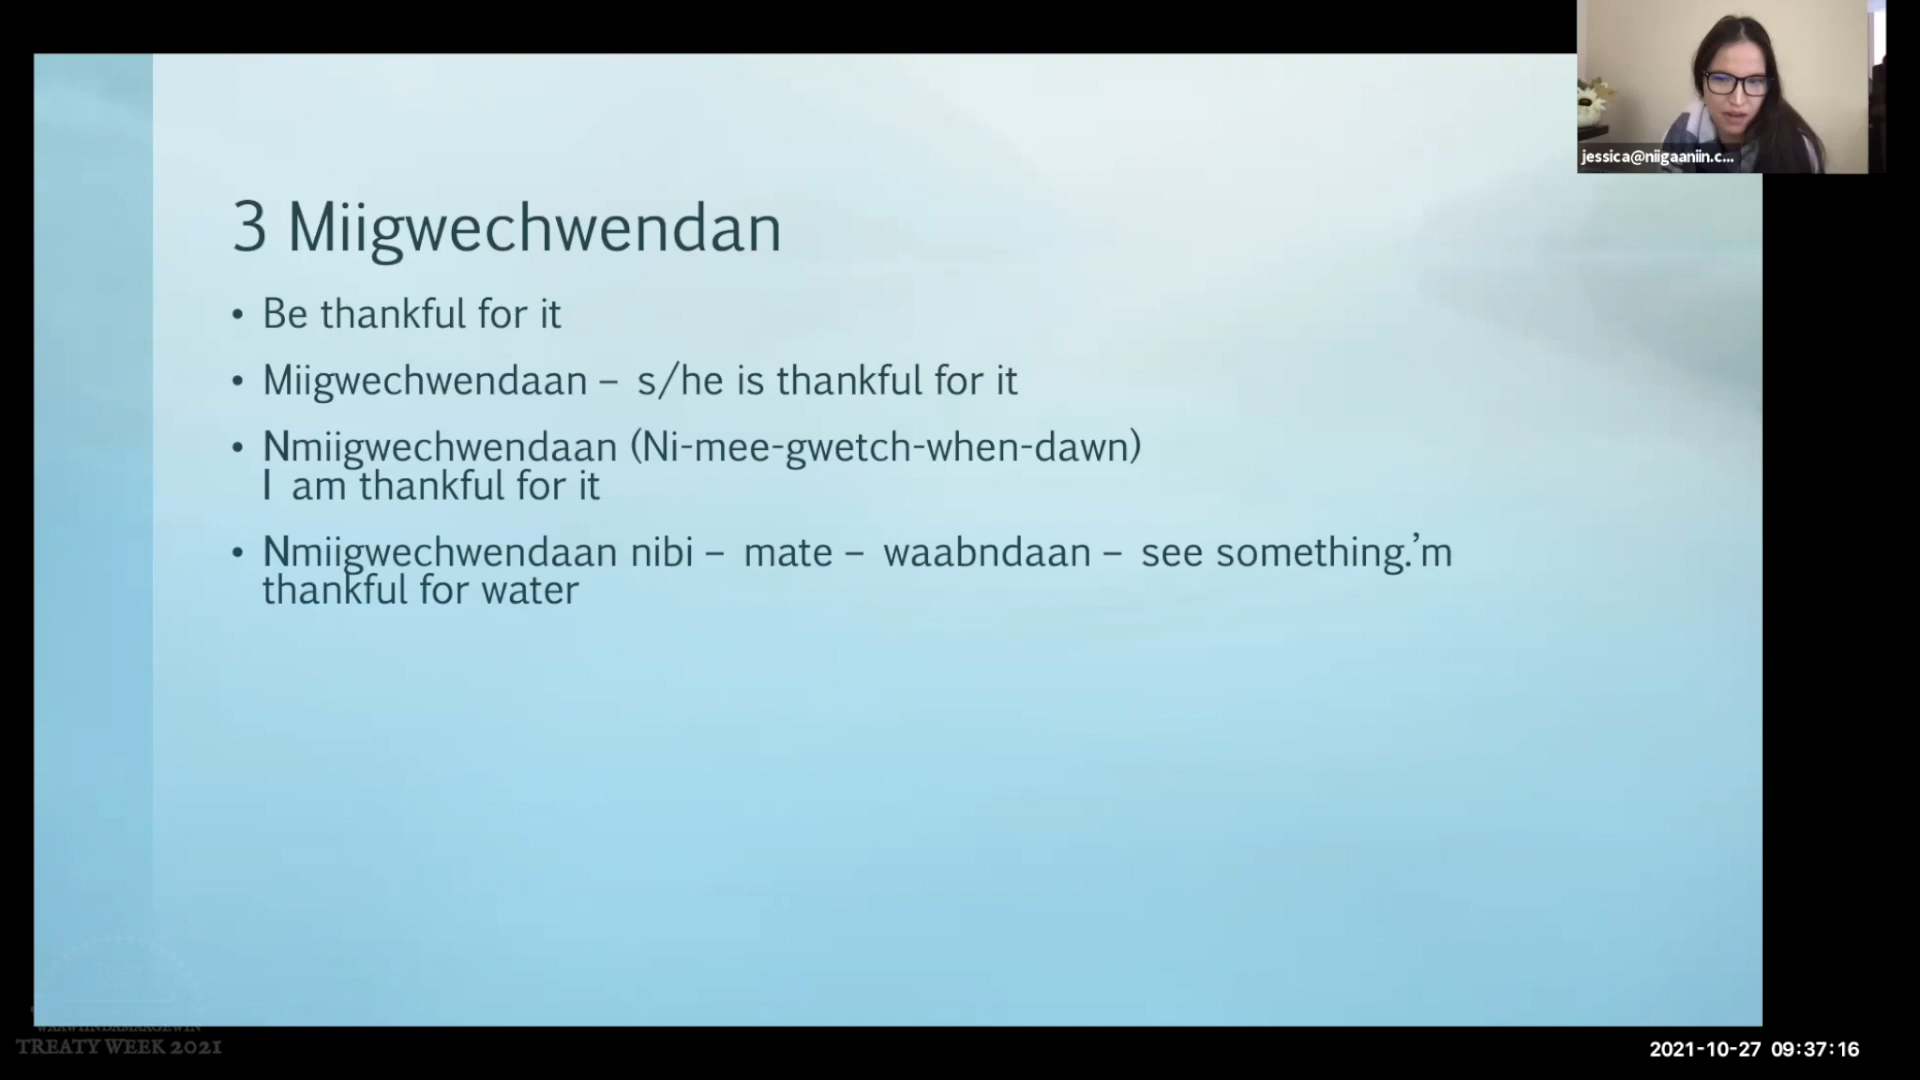 jessica@niigaaniin.c...
3 Miigwechwendan
• Be thankful for it
• Miigwechwendaan – s/he is thankful for it
• Nmiigwechwendaan (Ni-mee-gwetch-when-dawn)
I am thankful for it
• Nmiigwechwendaan nibi – mate – waabndaan – see something.’m
thankful for water
TREATY WEEK 2021
2021-10-27 09:37:16